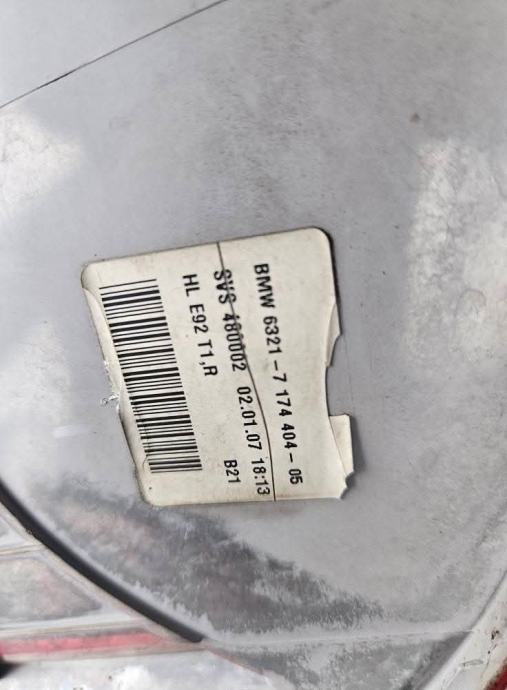 BMW 6321-7 174 404-05
SVS 480002 02.01.07 18:13
HL E92 T1,R B21